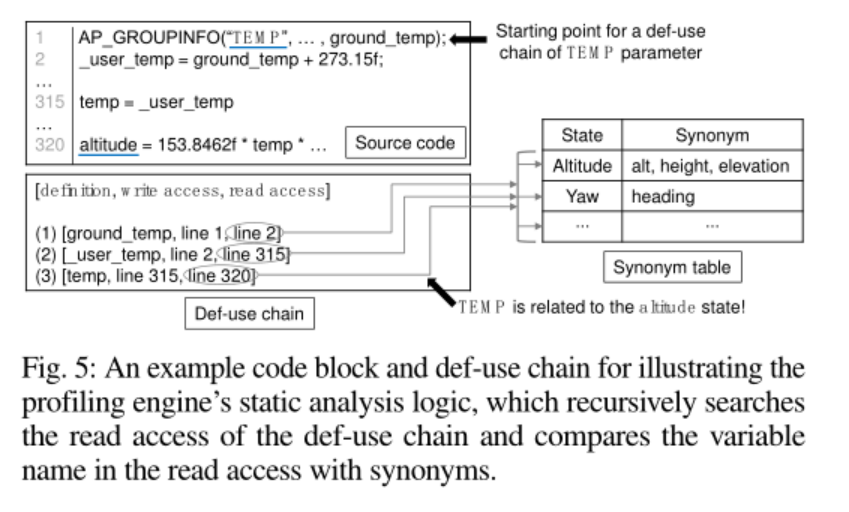 1 AP_GROUPINFO("TEMP", ... , ground_temp);
2 _user_temp = ground_temp + 273.15f;
...
315 temp = _user_temp
...
320 altitude = 153.8462f * temp * ...
Source code
Starting point for a def-use
chain of TEMP parameter
[definition, write access, read access]
(1) [ground_temp, line 1, line 2]
(2) [_user_temp, line 2, line 315]
(3) [temp, line 315, line 320]
Def-use chain
State Synonym
Altitude alt, height, elevation
Yaw heading
... ...
Synonym table
TEMP is related to the altitude state!
Fig. 5: An example code block and def-use chain for illustrating the
profiling engine's static analysis logic, which recursively searches
the read access of the def-use chain and compares the variable
name in the read access with synonyms.